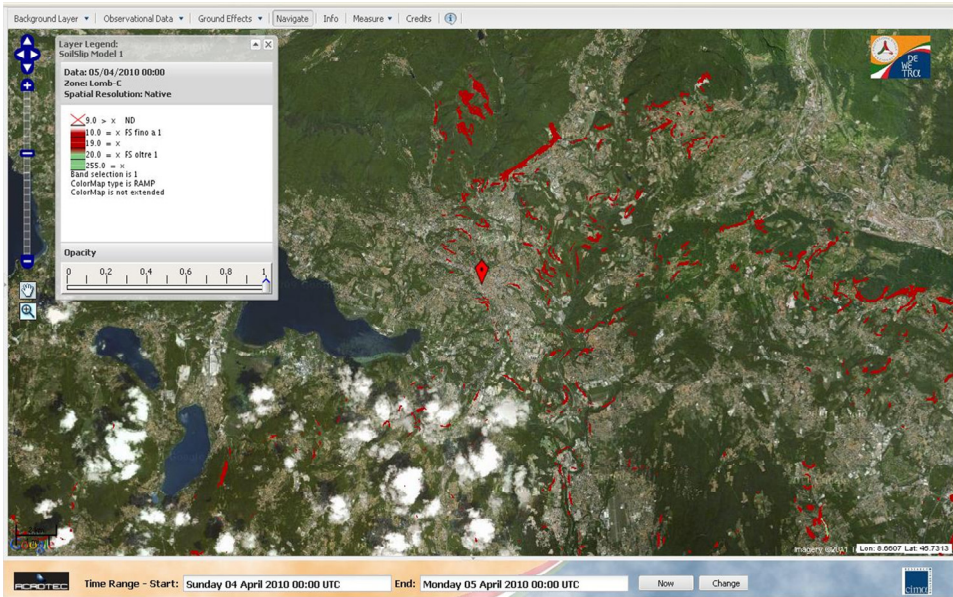 Background Layer Observational Data Ground Effects Navigate Info Measure Credits
Layer Legend:
SoilSlip Model 1
Data: 05/04/2010 00:00
Zone: Lomb-C
Spatial Resolution: Native
9.0 > x ND
10.0 = x FS fino a 1
19.0 = x
20.0 = x FS oltre 1
255.0 = x
Band selection is 1
ColorMap type is RAMP
ColorMap is not extended
Opacity
0 0.2 0.4 0.6 0.8 1
DE
WE
TRA
Imagery ©2011
Lon: 8.6607 Lat: 45.7313
ACROTEC
Time Range - Start: Sunday 04 April 2010 00:00 UTC End: Monday 05 April 2010 00:00 UTC Now Change
cima